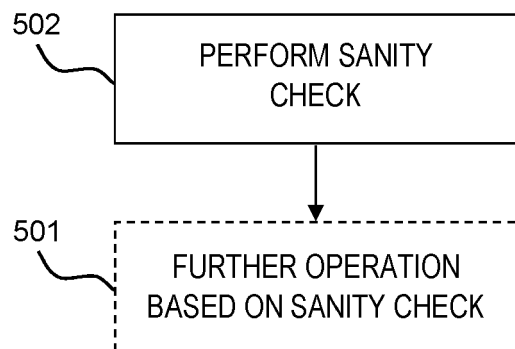 502
PERFORM SANITY
CHECK
501
FURTHER OPERATION
BASED ON SANITY CHECK